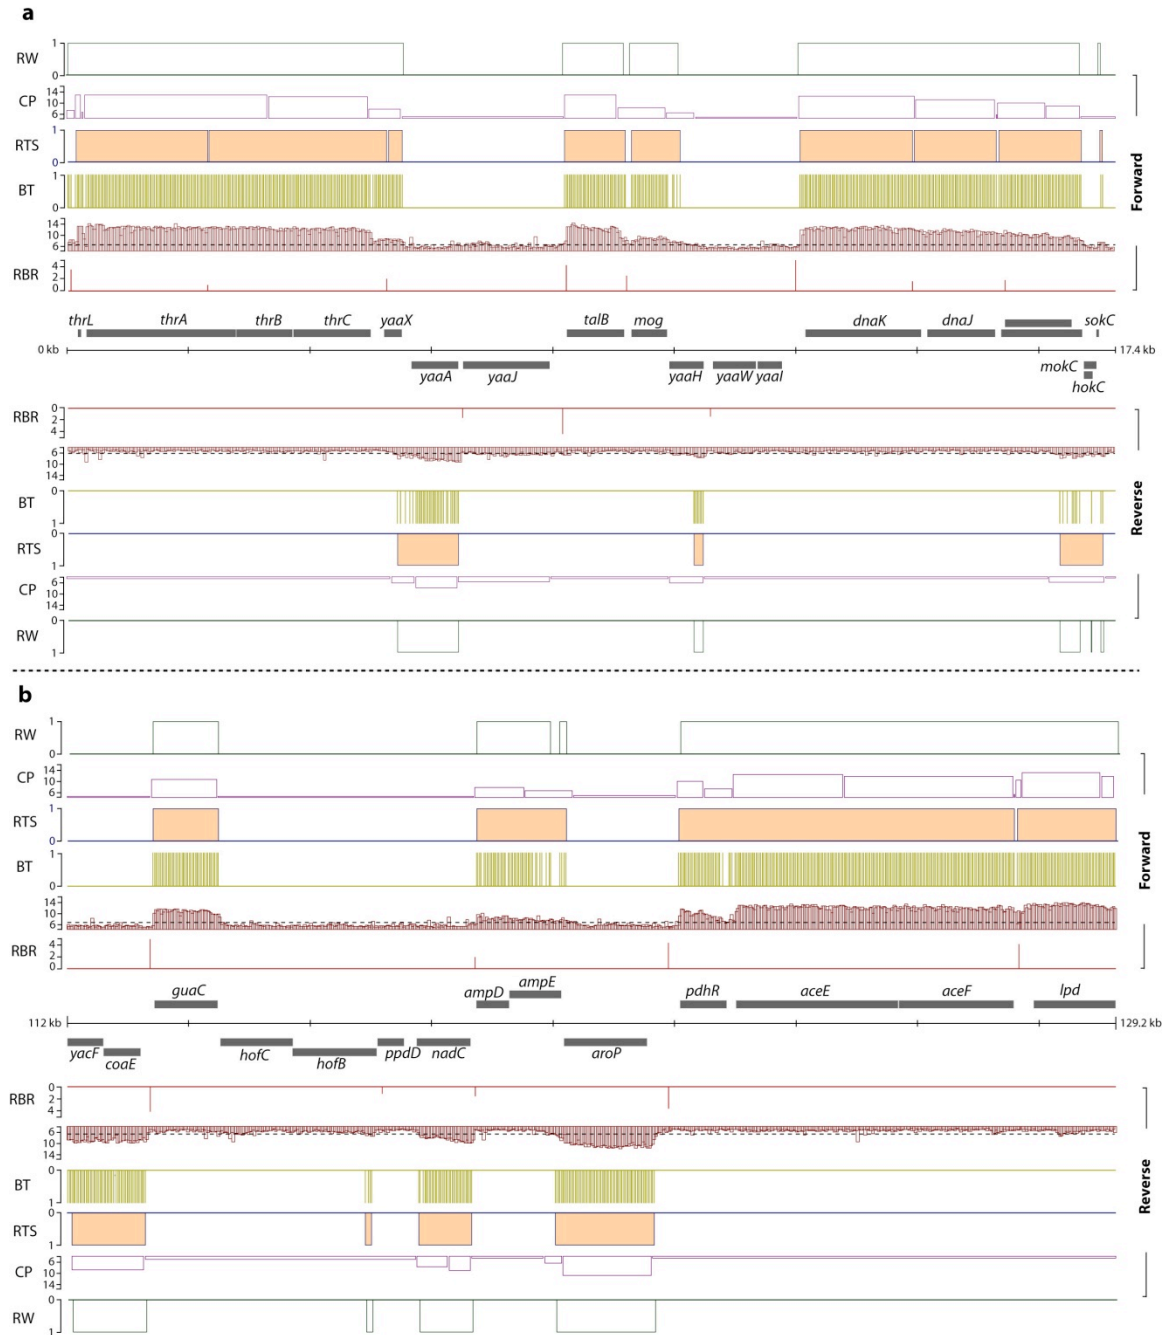 a
RW
1
0
CP
14
10
6
RTS
1
0
BT
1
0
14
10
6
RBR
4
2
0
Forward
thrL thrA thrB thrC yaaX talB mog dnaK dnaJ sokC
0 kb 17.4 kb
yaaA yaaJ yaaH yaaW yaaI mokC
hokC
RBR
0
2
4
6
10
14
BT
0
1
RTS
0
1
CP
6
10
14
RW
0
1
Reverse
b
RW
1
0
CP
14
10
6
RTS
1
0
BT
1
0
14
10
6
RBR
4
2
0
Forward
guaC ampD ampE pdhR aceE aceF lpd
112 kb 129.2 kb
yacF coaE hofC hofB ppdD nadC aroP
RBR
0
2
4
6
10
14
BT
0
1
RTS
0
1
CP
6
10
14
RW
0
1
Reverse